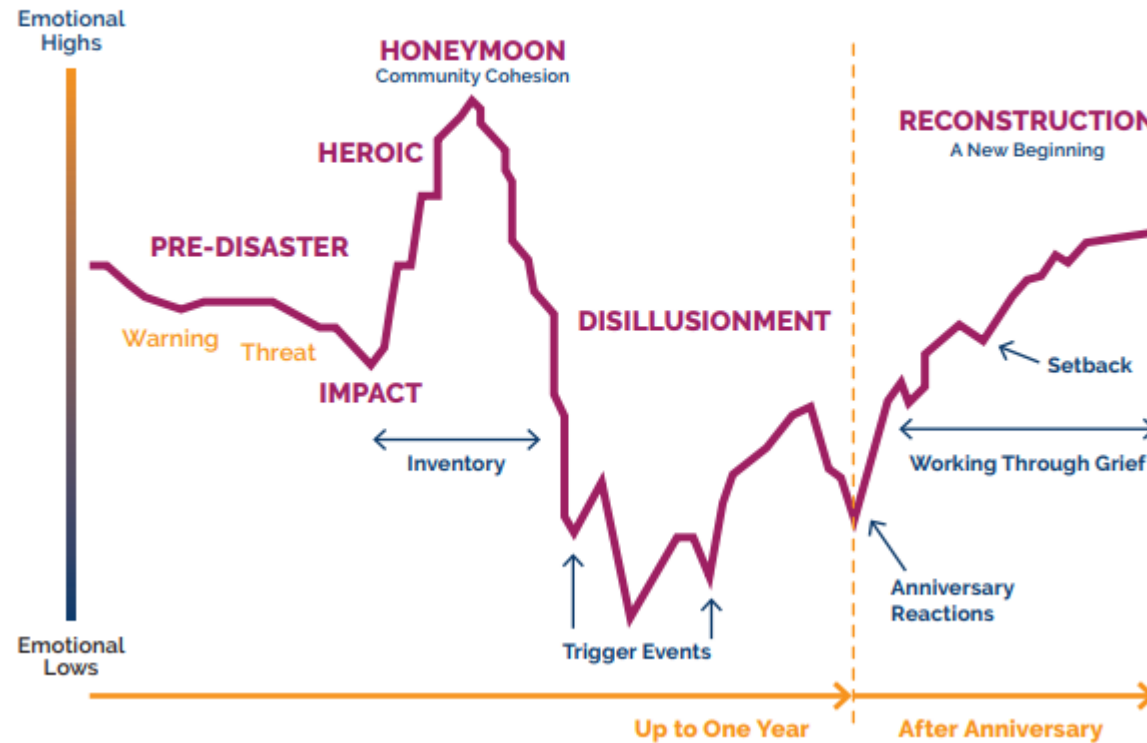 Emotional
Highs
HONEYMOON
Community Cohesion
RECONSTRUCTION
A New Beginning
HEROIC
PRE-DISASTER
DISILLUSIONMENT
Warning
Threat
IMPACT
Setback
Inventory
Working Through Grief
Anniversary
Reactions
Trigger Events
Emotional
Lows
Up to One Year
After Anniversary